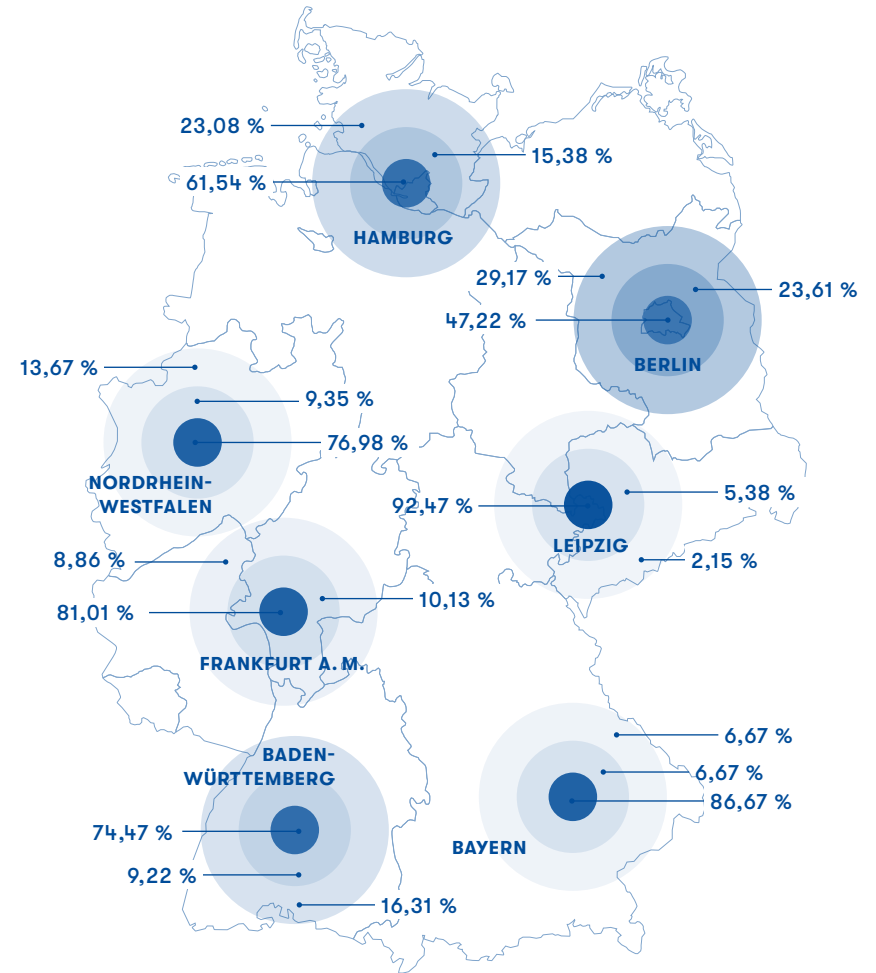 23,08 %
15,38 %
61,54 %
HAMBURG
29,17 %
23,61 %
47,22 %
BERLIN
13,67 %
9,35 %
76,98 %
NORDRHEIN-
WESTFALEN
92,47 %
5,38 %
LEIPZIG
2,15 %
8,86 %
10,13 %
81,01 %
FRANKFURT A. M.
6,67 %
6,67 %
86,67 %
BAYERN
BADEN-
WÜRTTEMBERG
74,47 %
9,22 %
16,31 %